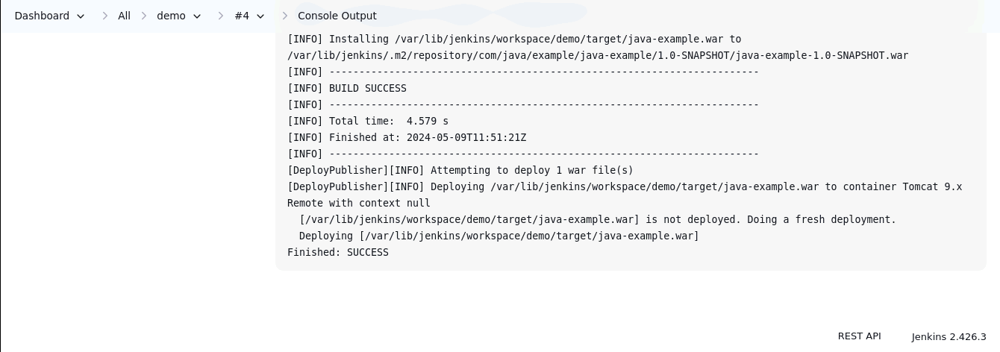 Dashboard > All > demo > #4 > Console Output
[INFO] Installing /var/lib/jenkins/workspace/demo/target/java-example.war to
/var/lib/jenkins/.m2/repository/com/java/example/java-example/1.0-SNAPSHOT/java-example-1.0-SNAPSHOT.war
[INFO] ------------------------------------------------------------------------
[INFO] BUILD SUCCESS
[INFO] ------------------------------------------------------------------------
[INFO] Total time:  4.579 s
[INFO] Finished at: 2024-05-09T11:51:21Z
[INFO] ------------------------------------------------------------------------
[DeployPublisher][INFO] Attempting to deploy 1 war file(s)
[DeployPublisher][INFO] Deploying /var/lib/jenkins/workspace/demo/target/java-example.war to container Tomcat 9.x
Remote with context null
  [/var/lib/jenkins/workspace/demo/target/java-example.war] is not deployed. Doing a fresh deployment.
  Deploying [/var/lib/jenkins/workspace/demo/target/java-example.war]
Finished: SUCCESS
REST API Jenkins 2.426.3